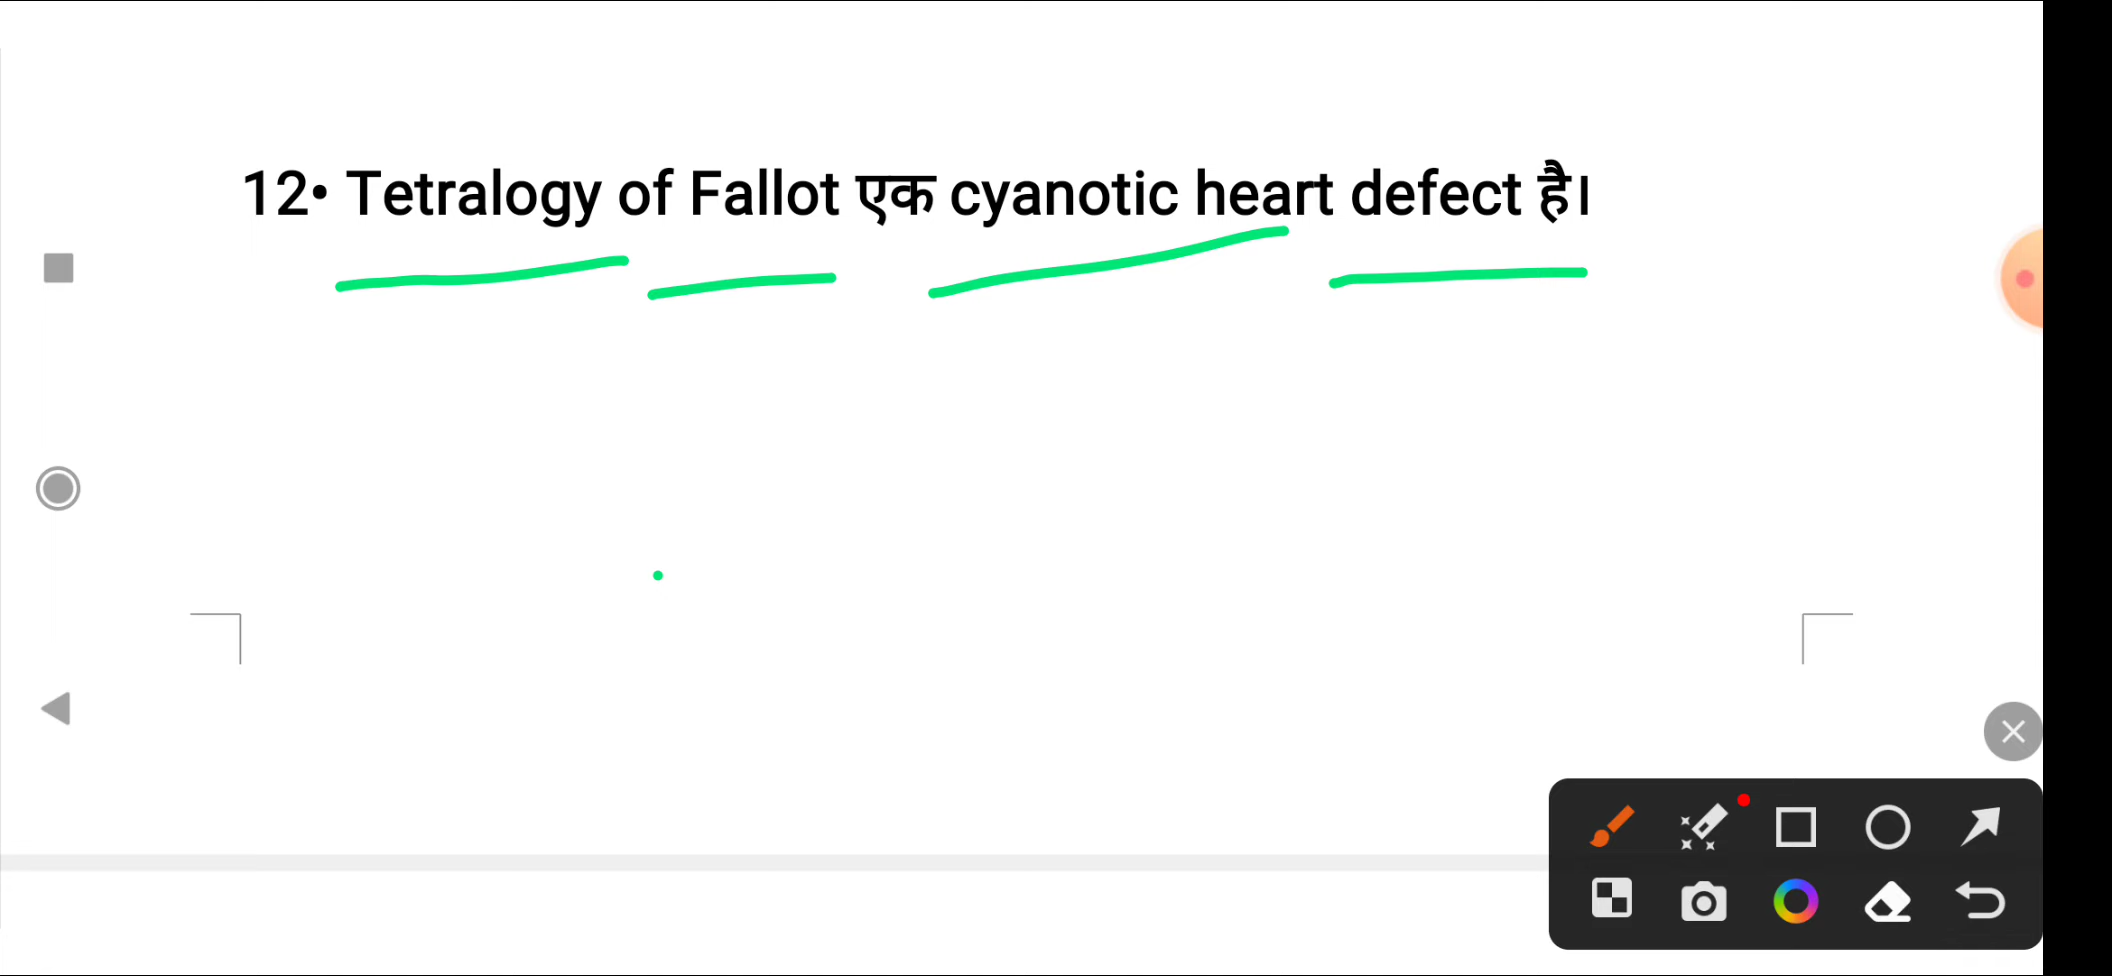 12• Tetralogy of Fallot एक cyanotic heart defect है।